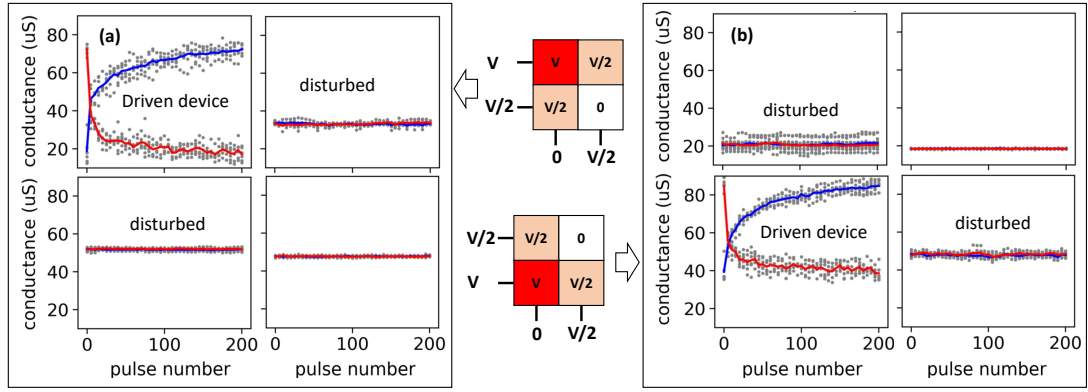 (a)
conductance (uS)
80
60
40
20
Driven device
disturbed
conductance (uS)
80
60
40
20
disturbed
0
100
200
pulse number
0
100
200
pulse number
V
V/2
V
V/2
V/2
0
0
V/2
V/2
V
V/2
0
V
V/2
0
V/2
(b)
conductance (uS)
80
60
40
20
disturbed
conductance (uS)
80
60
40
20
Driven device
disturbed
0
100
200
pulse number
0
100
200
pulse number